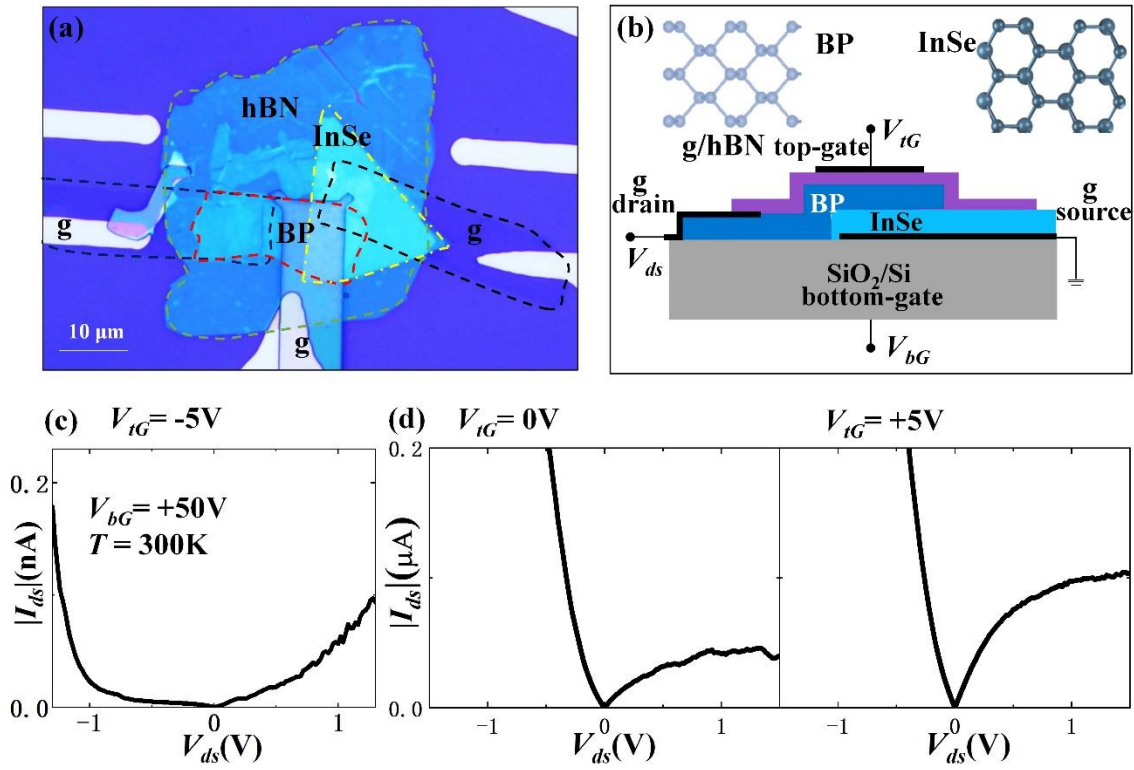 (a)
hBN
InSe
g
BP
g
10 μm
g
(b)
BP
InSe
V_tG
g/hBN top-gate
g
drain
g
source
BP
InSe
V_ds
SiO₂/Si
bottom-gate
V_bG
(c) V_tG= -5V
V_bG= +50V
T = 300K
0.2
0.0
|I_ds|(nA)
-1 0 1
V_ds(V)
(d) V_tG= 0V V_tG= +5V
0.2
0.0
|I_ds|(μA)
-1 0 1 -1 0 1
V_ds(V) V_ds(V)